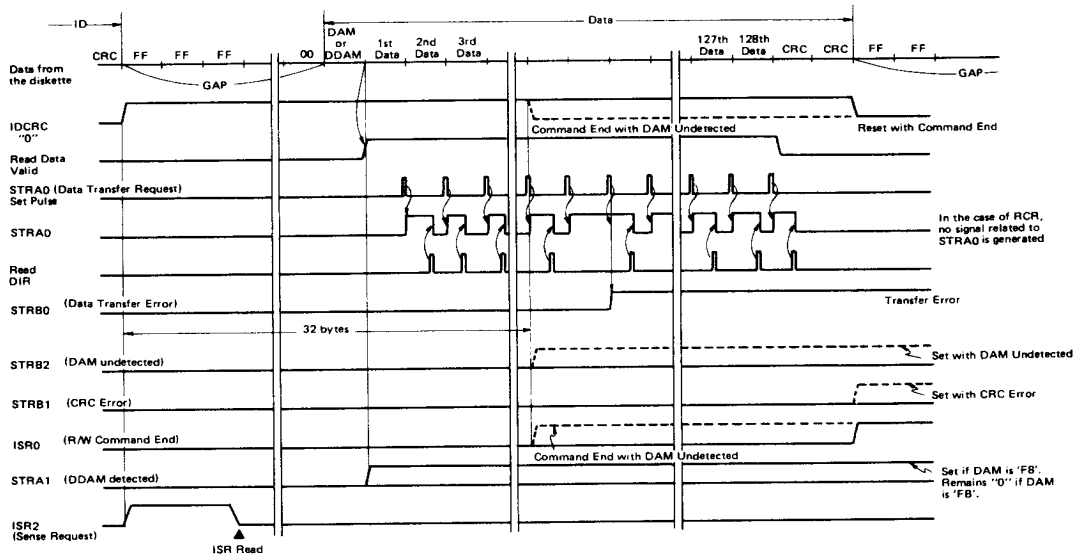 ID
Data
DAM
or
DDAM
1st
Data
2nd
Data
3rd
Data
127th
Data
128th
Data
CRC
FF
FF
FF
00
CRC
CRC
FF
FF
Data from
the diskette
GAP
GAP
IDCRC
"0"
Command End with DAM Undetected
Reset with Command End
Read Data
Valid
STRA0 (Data Transfer Request)
Set Pulse
STRA0
In the case of RCR,
no signal related to
STRA0 is generated
Read
DIR
STRB0 (Data Transfer Error)
Transfer Error
32 bytes
STRB2 (DAM undetected)
Set with DAM Undetected
STRB1 (CRC Error)
Set with CRC Error
ISR0 (R/W Command End)
Command End with DAM Undetected
STRA1 (DDAM detected)
Set if DAM is 'F8'.
Remains "0" if DAM
is 'FB'.
ISR2
(Sense Request)
ISR Read